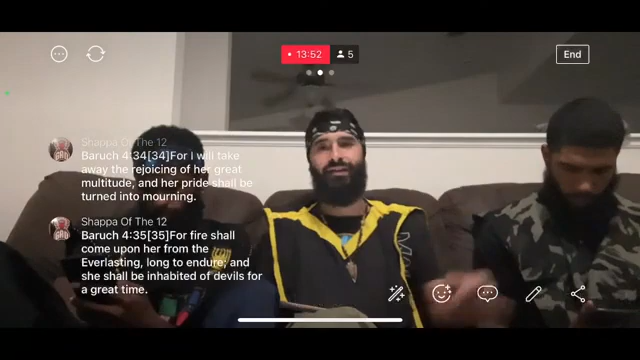 13:52
5
End
Shappa Of The 12
Baruch 4:34[34]For I will take
away the rejoicing of her great
multitude, and her pride shall be
turned into mourning.
Shappa Of The 12
Baruch 4:35[35]For fire shall
come upon her from the
Everlasting, long to endure; and
she shall be inhabited of devils for
a great time.